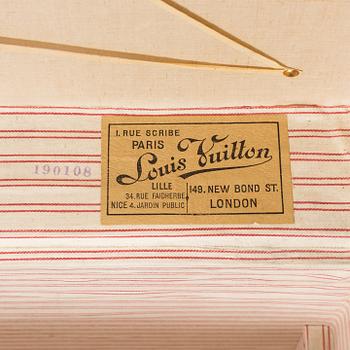 1. RUE SCRIBE
PARIS
Louis Vuitton
LILLE
34. RUE FAIDHERBE
NICE 4. JARDIN PUBLIC
149. NEW BOND ST.
LONDON
190108